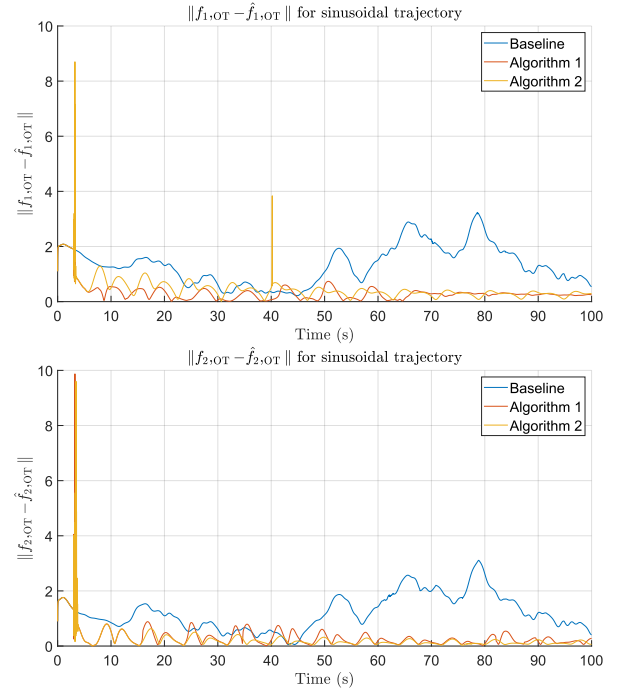 ‖f₁,OT − f̂₁,OT‖ for sinusoidal trajectory
10
8
6
4
2
0
‖f₁,OT − f̂₁,OT‖
Baseline
Algorithm 1
Algorithm 2
0 10 20 30 40 50 60 70 80 90 100
Time (s)
‖f₂,OT − f̂₂,OT‖ for sinusoidal trajectory
10
8
6
4
2
0
‖f₂,OT − f̂₂,OT‖
Baseline
Algorithm 1
Algorithm 2
0 10 20 30 40 50 60 70 80 90 100
Time (s)